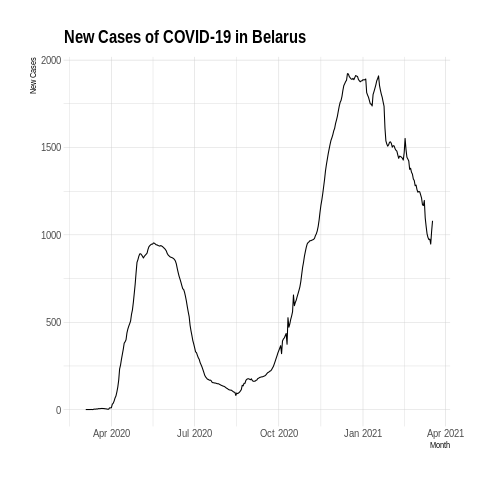 New Cases of COVID-19 in Belarus
New Cases
2000
1500
1000
500
0
Apr 2020
Jul 2020
Oct 2020
Jan 2021
Apr 2021
Month